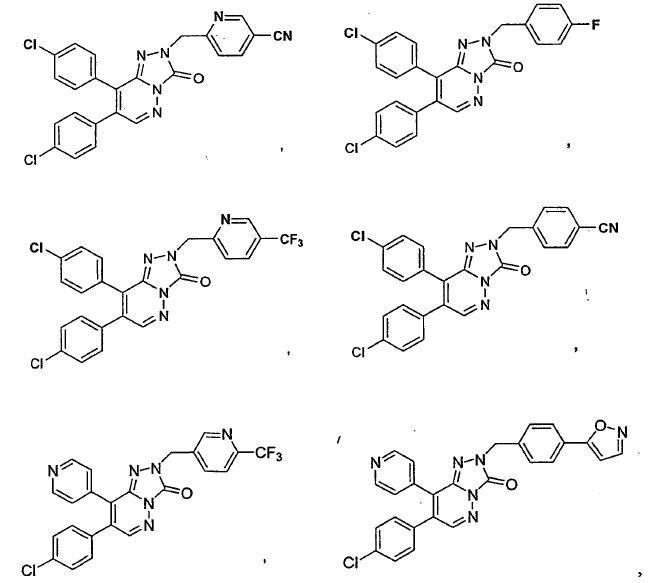 Cl N N N N O N CN Cl ,
Cl N N N N O F Cl ,
Cl N N N N O N CF3 Cl ,
Cl N N N N O CN Cl ,
N N N N N O N CF3 Cl ,
N N N N N O O N Cl ,